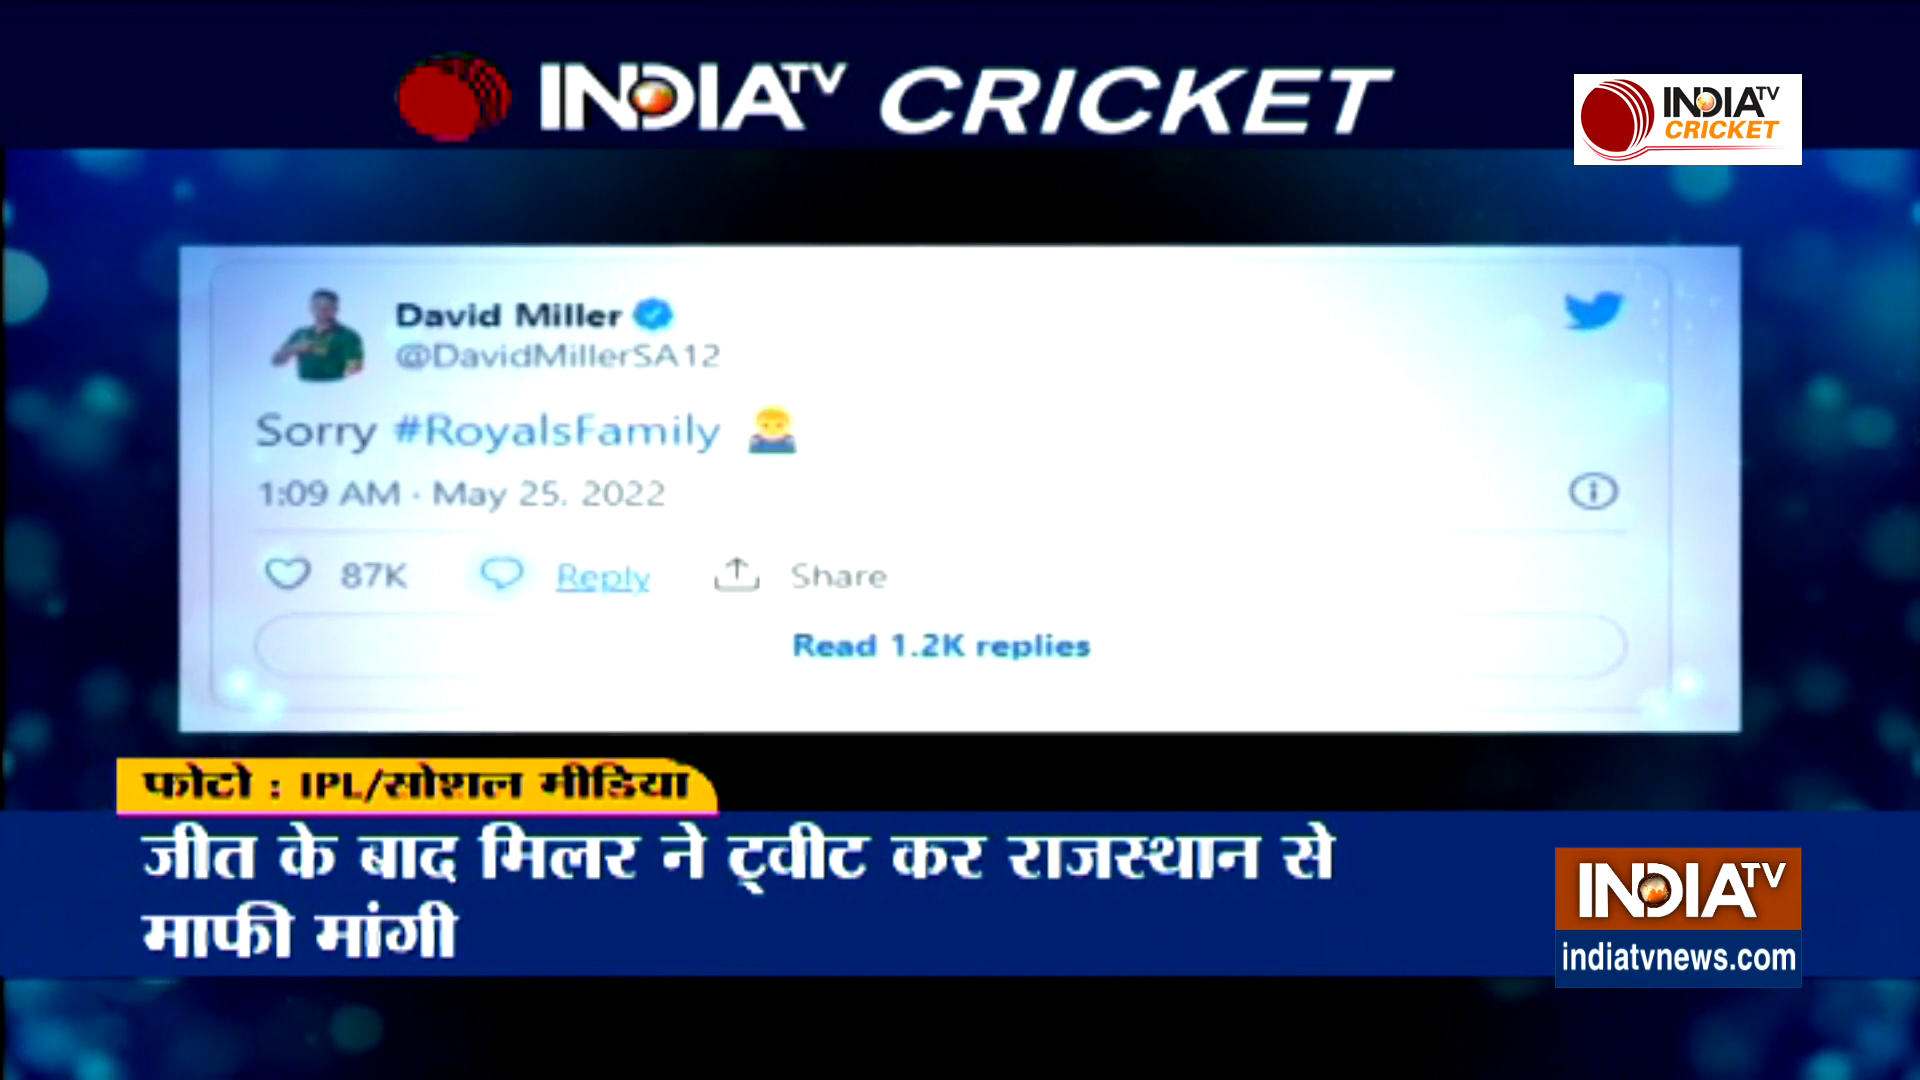 INDIA TV CRICKET
INDIA TV
CRICKET
David Miller
@DavidMillerSA12
Sorry #RoyalsFamily 🙇‍♂️
1:09 AM · May 25, 2022
87K Reply Share
Read 1.2K replies
फोटो : IPL/सोशल मीडिया
जीत के बाद मिलर ने ट्वीट कर राजस्थान से
माफी मांगी
INDIA TV
indiatvnews.com